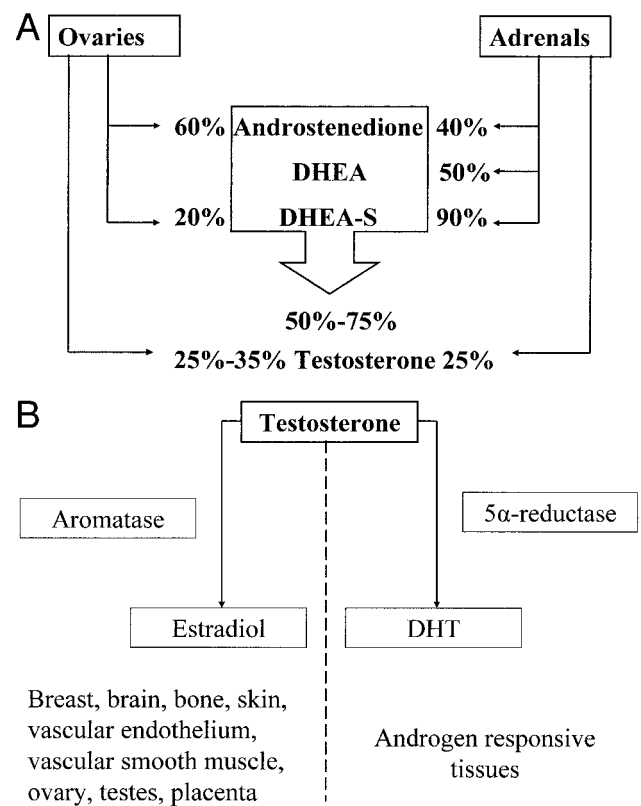 A
Ovaries Adrenals
60% Androstenedione 40%
DHEA 50%
20% DHEA-S 90%
50%-75%
25%-35% Testosterone 25%
B
Testosterone
Aromatase
5α-reductase
Estradiol DHT
Breast, brain, bone, skin,
vascular endothelium,
vascular smooth muscle,
ovary, testes, placenta
Androgen responsive
tissues